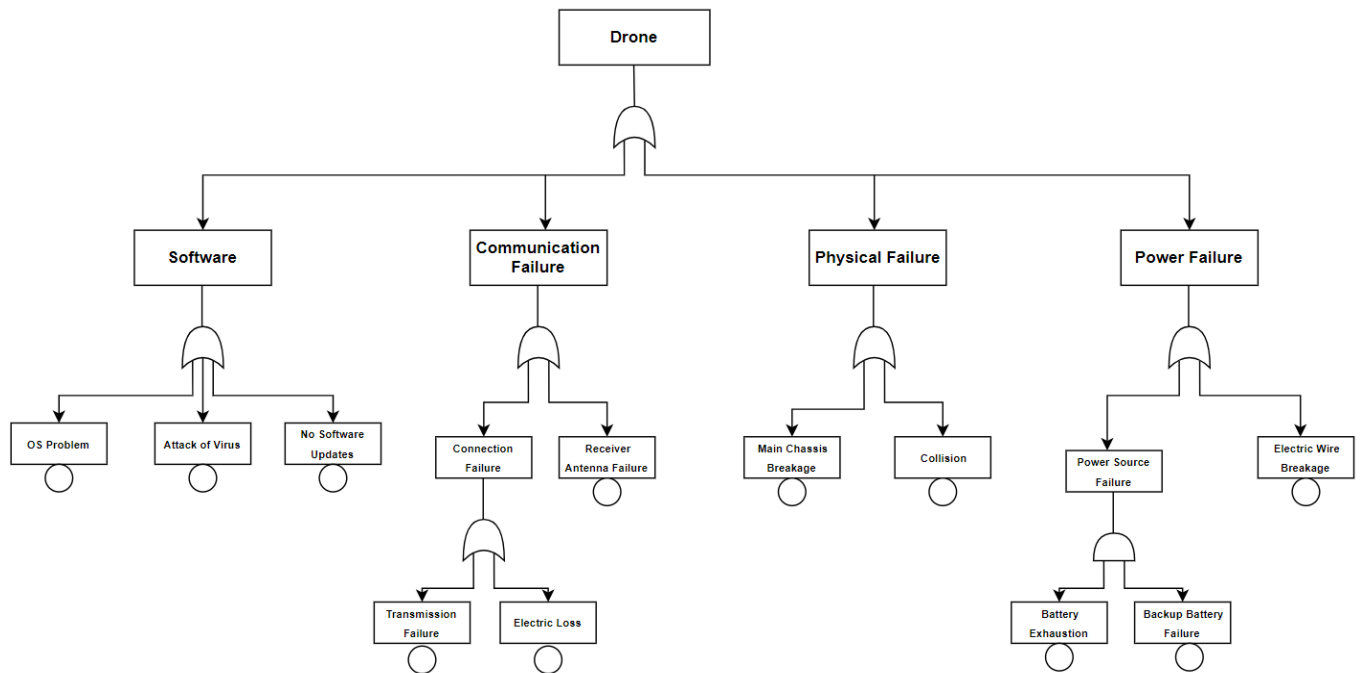 Drone
Software
Communication
Failure
Physical Failure
Power Failure
OS Problem
Attack of Virus
No Software
Updates
Connection
Failure
Receiver
Antenna Failure
Main Chassis
Breakage
Collision
Power Source
Failure
Electric Wire
Breakage
Transmission
Failure
Electric Loss
Battery
Exhaustion
Backup Battery
Failure